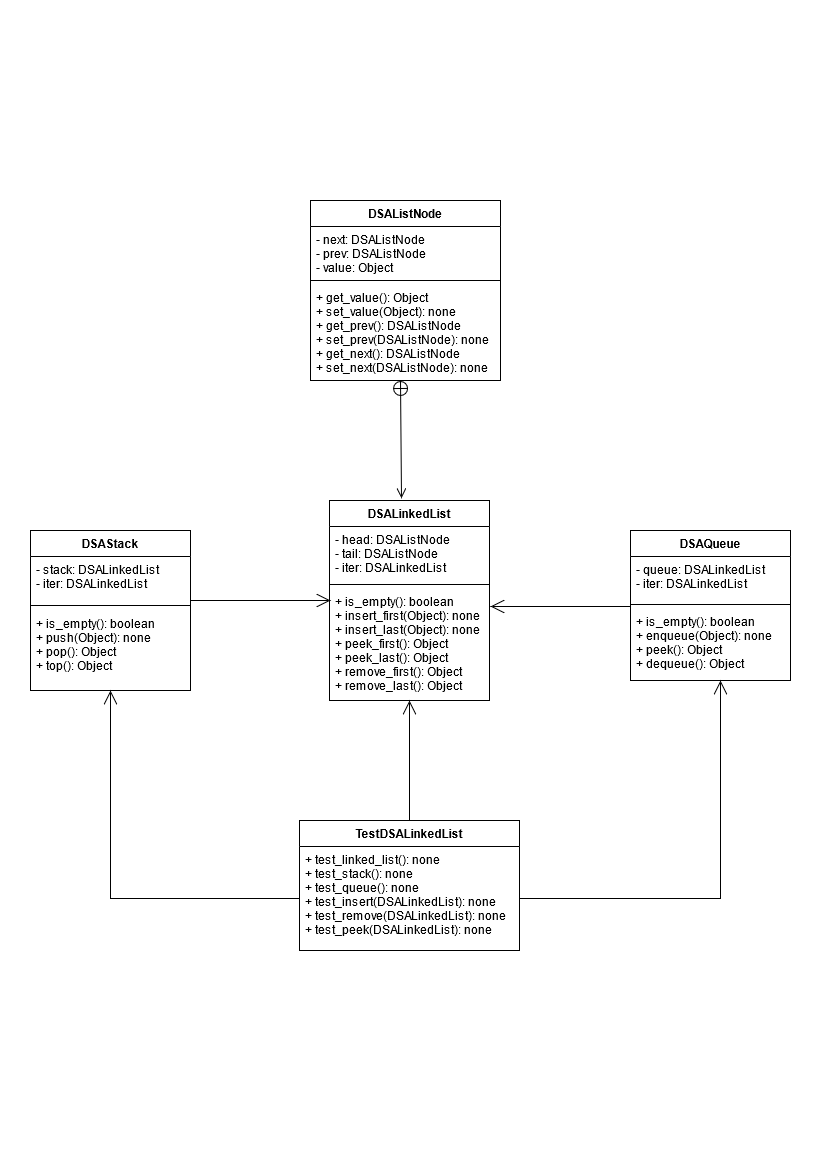 DSAListNode
- next: DSAListNode
- prev: DSAListNode
- value: Object
+ get_value(): Object
+ set_value(Object): none
+ get_prev(): DSAListNode
+ set_prev(DSAListNode): none
+ get_next(): DSAListNode
+ set_next(DSAListNode): none
DSALinkedList
- head: DSAListNode
- tail: DSAListNode
- iter: DSALinkedList
+ is_empty(): boolean
+ insert_first(Object): none
+ insert_last(Object): none
+ peek_first(): Object
+ peek_last(): Object
+ remove_first(): Object
+ remove_last(): Object
DSAStack
- stack: DSALinkedList
- iter: DSALinkedList
+ is_empty(): boolean
+ push(Object): none
+ pop(): Object
+ top(): Object
DSAQueue
- queue: DSALinkedList
- iter: DSALinkedList
+ is_empty(): boolean
+ enqueue(Object): none
+ peek(): Object
+ dequeue(): Object
TestDSALinkedList
+ test_linked_list(): none
+ test_stack(): none
+ test_queue(): none
+ test_insert(DSALinkedList): none
+ test_remove(DSALinkedList): none
+ test_peek(DSALinkedList): none